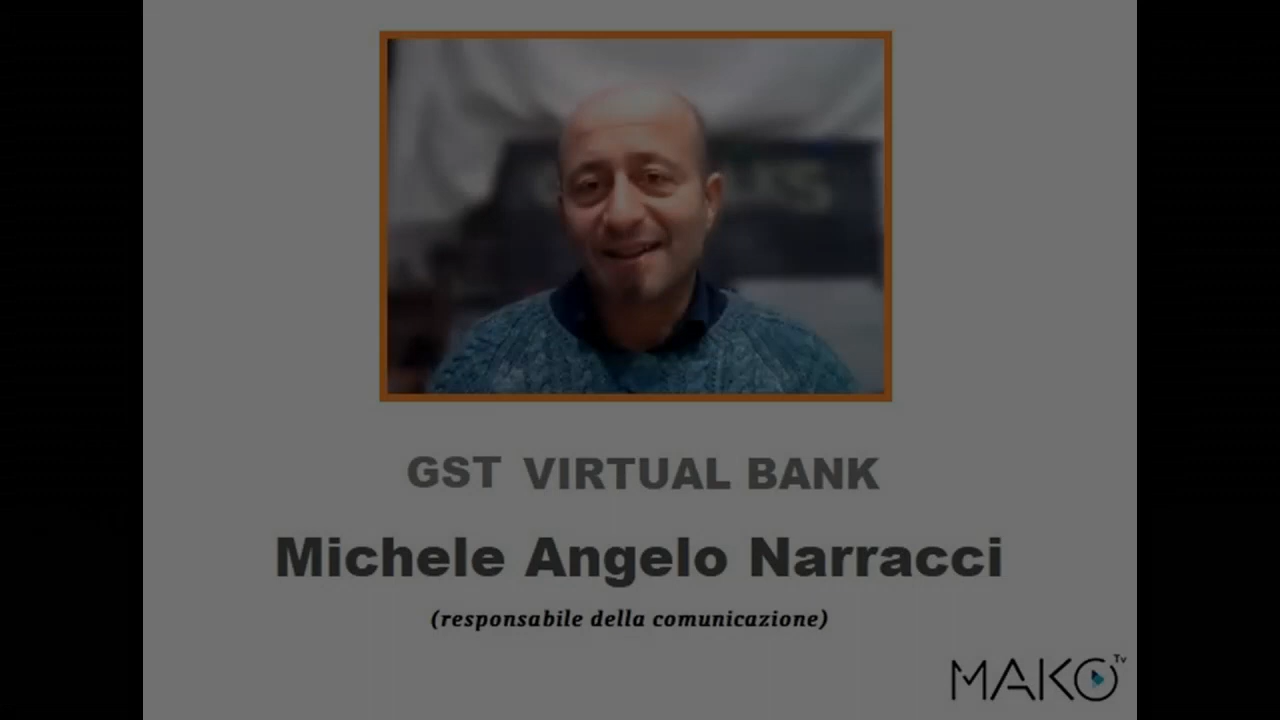 GST VIRTUAL BANK
Michele Angelo Narracci
(responsabile della comunicazione)
MAKO Tv